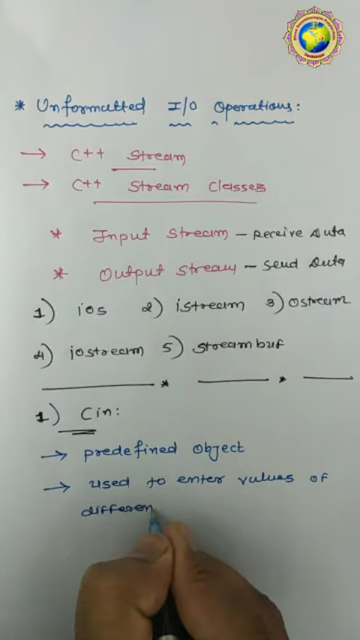 * Unformatted I/O Operations:
→ C++ Stream
→ C++ Stream Classes
* Input Stream - Receive Data
* Output Stream - Send Data
1) ios 2) istream 3) Ostream
4) iostream 5) Streambuf
1) Cin:
→ Predefined Object
→ Used to enter values of
differen